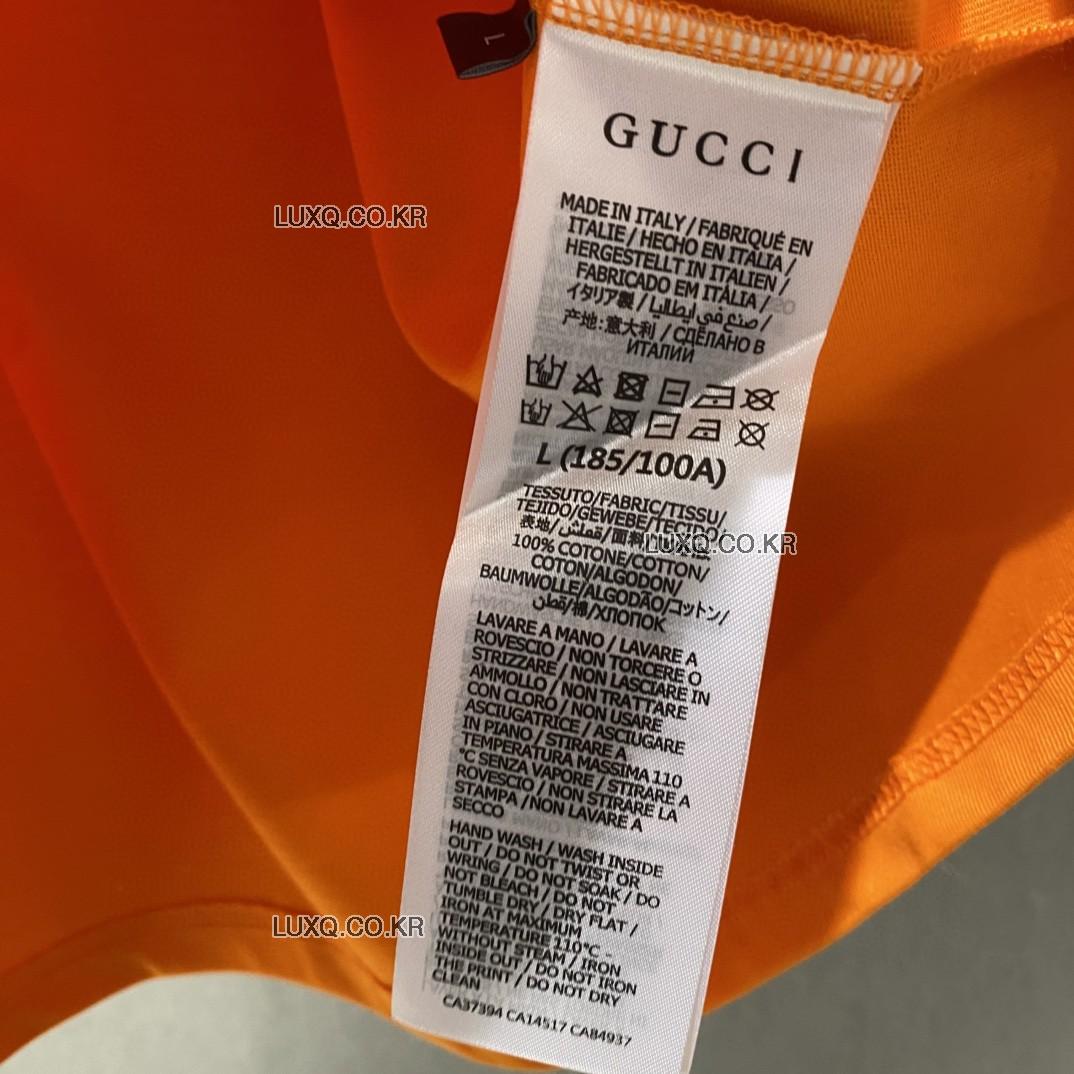 L
GUCCI
MADE IN ITALY / FABRIQUÉ EN
ITALIE / HECHO EN ITALIA /
HERGESTELLT IN ITALIEN /
FABRICADO EM ITÁLIA /
イタリア製 / صنع في ايطاليا /
产地:意大利 / СДЕЛАНО В
ИТАЛИИ
L (185/100A)
TESSUTO/FABRIC/TISSU/
TEJIDO/GEWEBE/TECIDO/
表地/قماش/面料
100% COTONE/COTTON/
COTON/ALGODON/
BAUMWOLLE/ALGODÃO/コットン/
قطن/棉/ХЛОПОК
LAVARE A MANO / LAVARE A
ROVESCIO / NON TORCERE O
STRIZZARE / NON LASCIARE IN
AMMOLLO / NON TRATTARE
CON CLORO / NON USARE
ASCIUGATRICE / ASCIUGARE
IN PIANO / STIRARE A
TEMPERATURA MASSIMA 110
°C SENZA VAPORE / STIRARE A
ROVESCIO / NON STIRARE LA
STAMPA /NON LAVARE A
SECCO
HAND WASH / WASH INSIDE
OUT / DO NOT TWIST OR
WRING / DO NOT SOAK / DO
NOT BLEACH / DO NOT
TUMBLE DRY / DRY FLAT /
IRON AT MAXIMUM
TEMPERATURE 110°C -
WITHOUT STEAM / IRON
INSIDE OUT / DO NOT IRON
THE PRINT / DO NOT DRY
CLEAN
CA37394 CA14517 CA84937
LUXQ.CO.KR
LUXQ.CO.KR
LUXQ.CO.KR